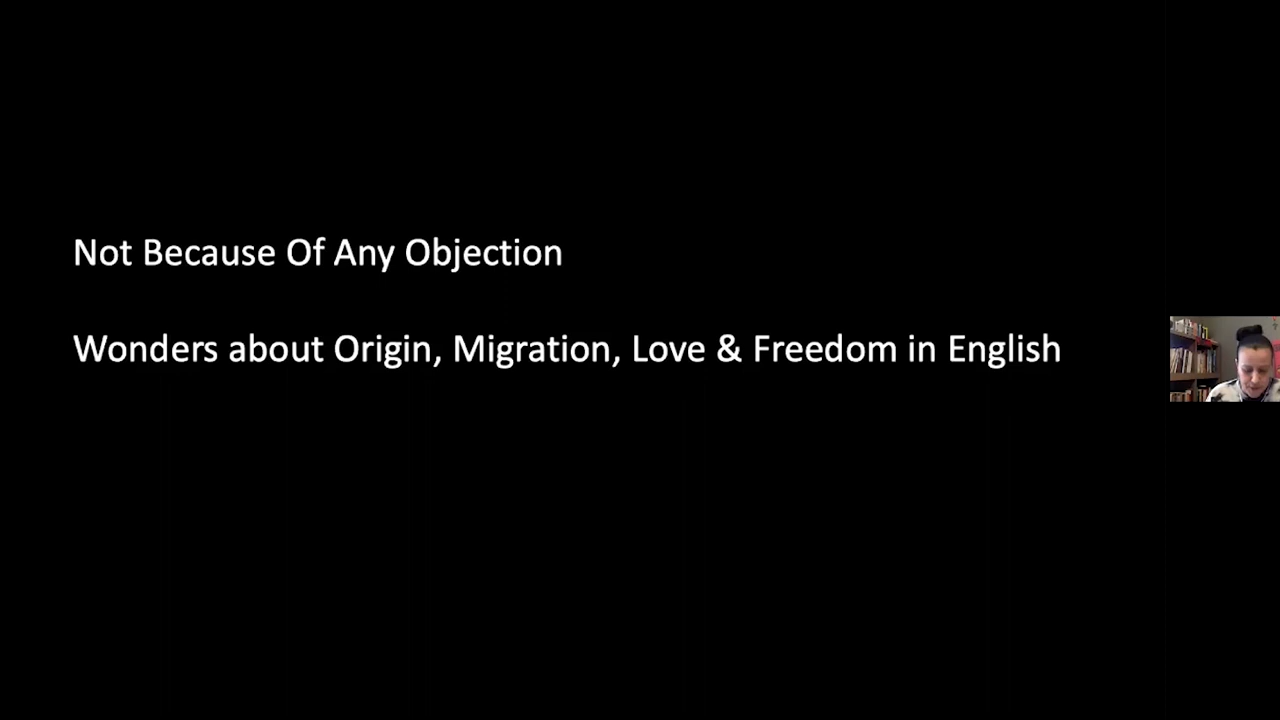 Not Because Of Any Objection
Wonders about Origin, Migration, Love & Freedom in English